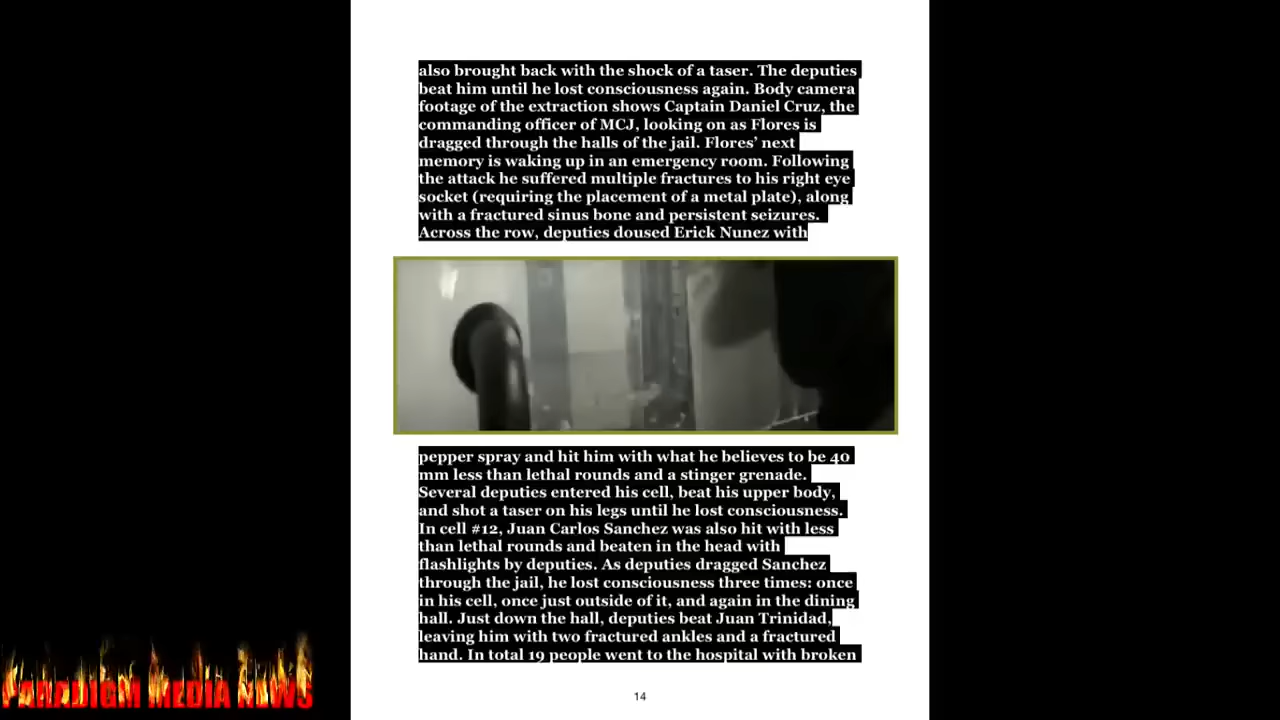 also brought back with the shock of a taser. The deputies
beat him until he lost consciousness again. Body camera
footage of the extraction shows Captain Daniel Cruz, the
commanding officer of MCJ, looking on as Flores is
dragged through the halls of the jail. Flores’ next
memory is waking up in an emergency room. Following
the attack he suffered multiple fractures to his right eye
socket (requiring the placement of a metal plate), along
with a fractured sinus bone and persistent seizures.
Across the row, deputies doused Erick Nunez with
pepper spray and hit him with what he believes to be 40
mm less than lethal rounds and a stinger grenade.
Several deputies entered his cell, beat his upper body,
and shot a taser on his legs until he lost consciousness.
In cell #12, Juan Carlos Sanchez was also hit with less
than lethal rounds and beaten in the head with
flashlights by deputies. As deputies dragged Sanchez
through the jail, he lost consciousness three times: once
in his cell, once just outside of it, and again in the dining
hall. Just down the hall, deputies beat Juan Trinidad,
leaving him with two fractured ankles and a fractured
hand. In total 19 people went to the hospital with broken
14
PARADIGM MEDIA NEWS